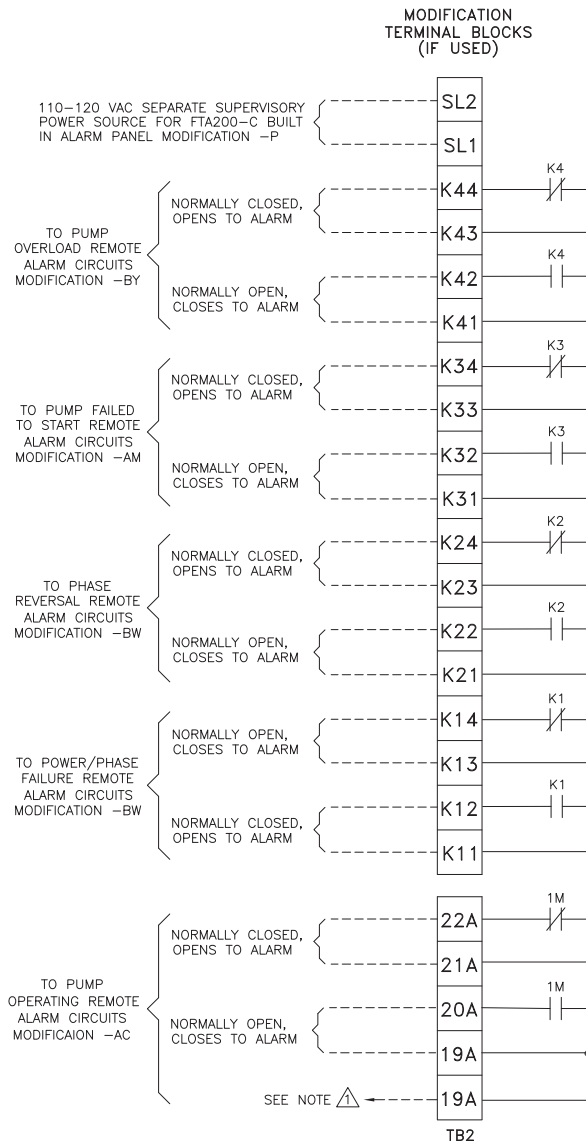 MODIFICATION
TERMINAL BLOCKS
(IF USED)
110-120 VAC SEPARATE SUPERVISORY
POWER SOURCE FOR FTA200-C BUILT
IN ALARM PANEL MODIFICATION -P
SL2
SL1
TO PUMP
OVERLOAD REMOTE
ALARM CIRCUITS
MODIFICATION -BY
NORMALLY CLOSED,
OPENS TO ALARM
K44
K4
K43
NORMALLY OPEN,
CLOSES TO ALARM
K42
K4
K41
TO PUMP FAILED
TO START REMOTE
ALARM CIRCUITS
MODIFICATION -AM
NORMALLY CLOSED,
OPENS TO ALARM
K34
K3
K33
NORMALLY OPEN,
CLOSES TO ALARM
K32
K3
K31
TO PHASE
REVERSAL REMOTE
ALARM CIRCUITS
MODIFICATION -BW
NORMALLY CLOSED,
OPENS TO ALARM
K24
K2
K23
NORMALLY OPEN,
CLOSES TO ALARM
K22
K2
K21
TO POWER/PHASE
FAILURE REMOTE
ALARM CIRCUITS
MODIFICATION -BW
NORMALLY OPEN,
CLOSES TO ALARM
K14
K1
K13
NORMALLY CLOSED,
OPENS TO ALARM
K12
K1
K11
TO PUMP
OPERATING REMOTE
ALARM CIRCUITS
MODIFICAION -AC
NORMALLY CLOSED,
OPENS TO ALARM
22A
1M
21A
NORMALLY OPEN,
CLOSES TO ALARM
20A
1M
19A
SEE NOTE 1
19A
TB2